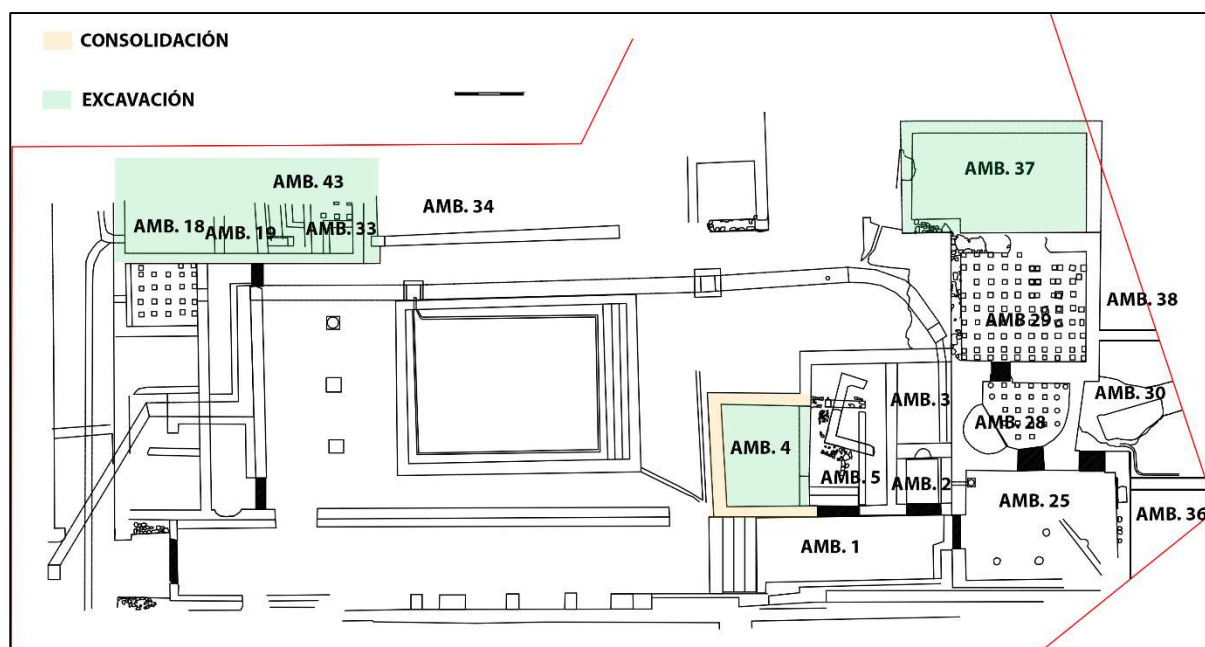 CONSOLIDACIÓN
EXCAVACIÓN
AMB. 37
AMB. 43
AMB. 34
AMB. 18
AMB. 19
AMB. 33
AMB. 38
AMB. 29
AMB. 30
AMB. 3
AMB. 28
AMB. 4
AMB. 5
AMB. 2
AMB. 25
AMB. 36
AMB. 1